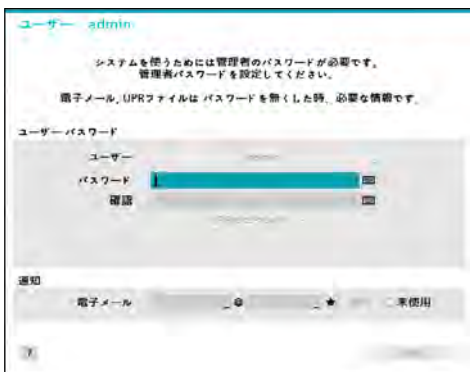 ユーザー - admin
システムを使うためには管理者のパスワードが必要です。
管理者パスワードを設定してください。
電子メール, UPRファイルは パスワードを無くした時、必要な情報です。
ユーザーパスワード
ユーザー
パスワード
確認
通知
電子メール _@ _★ 未使用
?